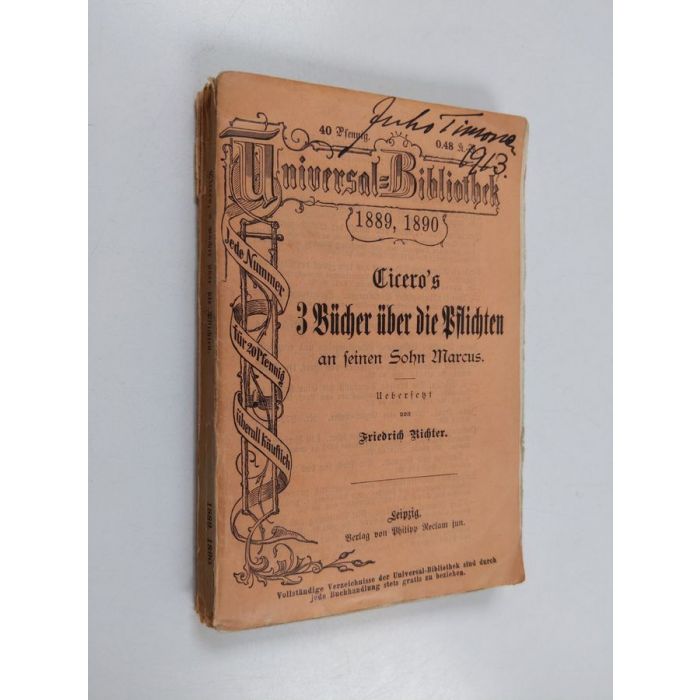 1913.
40 Pfennig.
0.48
Universal=Bibliothek
1889, 1890
Jede Nummer
für 20 Pfennig
überall käuflich
Cicero's
3 Bücher über die Pflichten
an seinen Sohn Marcus.
Uebersetzt
von
Friedrich Richter.
Leipzig.
Verlag von Philipp Reclam jun.
Vollständige Verzeichnisse der Universal-Bibliothek sind durch
jede Buchhandlung stets gratis zu beziehen.
1889. 1890